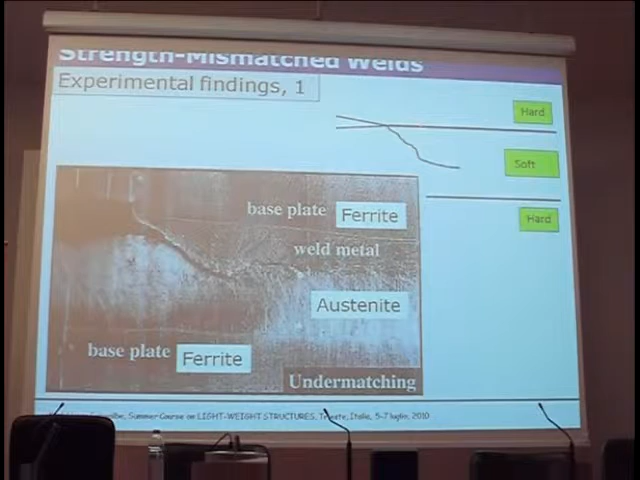 Strength-Mismatched Welds
Experimental findings, 1
Hard
Soft
Hard
base plate Ferrite
weld metal
Austenite
base plate Ferrite
Undermatching
Summer Course on LIGHT-WEIGHT STRUCTURES, Trieste, Italia, 5-7 luglio, 2010